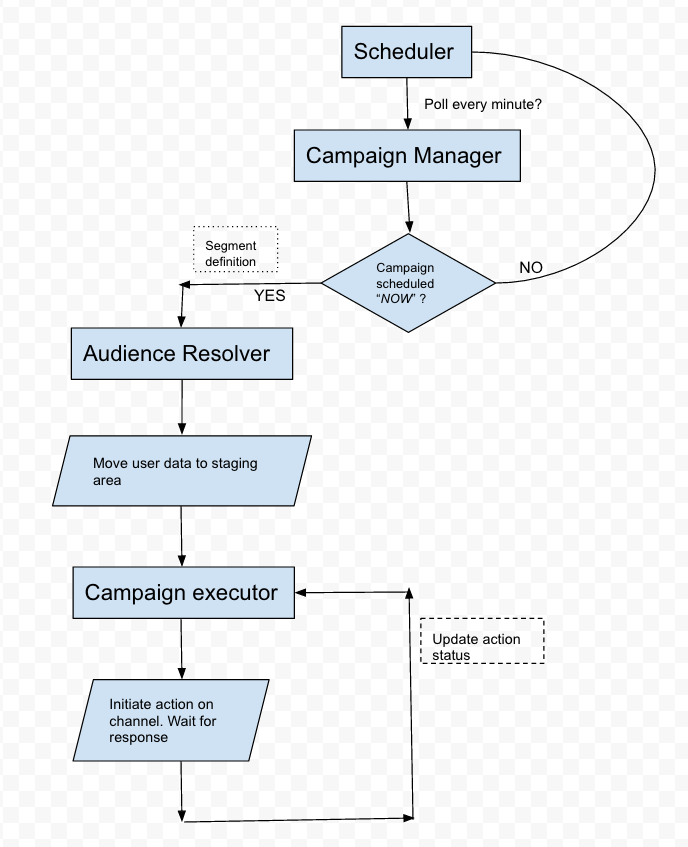 Scheduler
Poll every minute?
Campaign Manager
Segment
definition
Campaign
scheduled
“NOW” ?
NO
YES
Audience Resolver
Move user data to staging
area
Campaign executor
Update action
status
Initiate action on
channel. Wait for
response